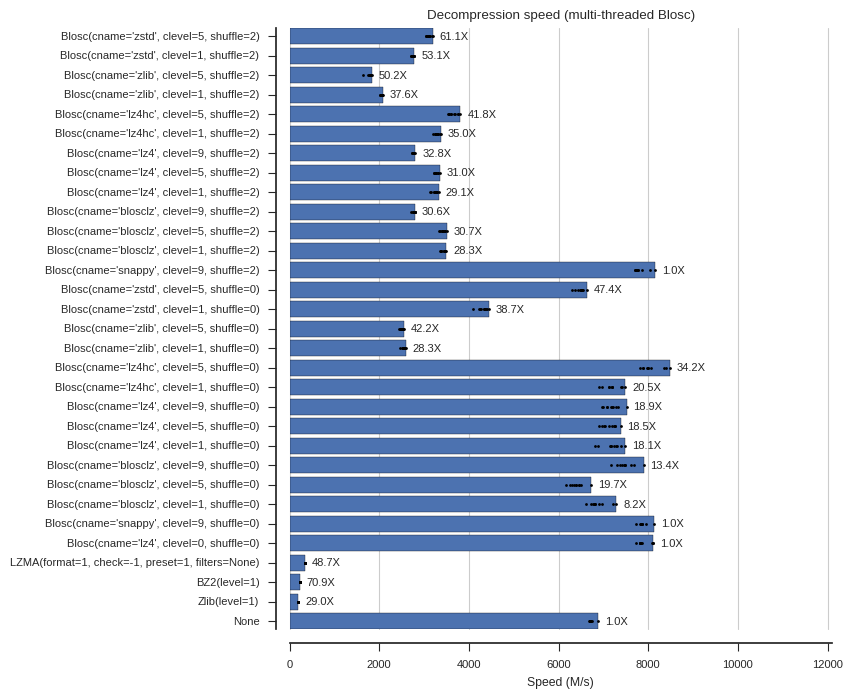 Decompression speed (multi-threaded Blosc)
Blosc(cname='zstd', clevel=5, shuffle=2) 61.1X
Blosc(cname='zstd', clevel=1, shuffle=2) 53.1X
Blosc(cname='zlib', clevel=5, shuffle=2) 50.2X
Blosc(cname='zlib', clevel=1, shuffle=2) 37.6X
Blosc(cname='lz4hc', clevel=5, shuffle=2) 41.8X
Blosc(cname='lz4hc', clevel=1, shuffle=2) 35.0X
Blosc(cname='lz4', clevel=9, shuffle=2) 32.8X
Blosc(cname='lz4', clevel=5, shuffle=2) 31.0X
Blosc(cname='lz4', clevel=1, shuffle=2) 29.1X
Blosc(cname='blosclz', clevel=9, shuffle=2) 30.6X
Blosc(cname='blosclz', clevel=5, shuffle=2) 30.7X
Blosc(cname='blosclz', clevel=1, shuffle=2) 28.3X
Blosc(cname='snappy', clevel=9, shuffle=2) 1.0X
Blosc(cname='zstd', clevel=5, shuffle=0) 47.4X
Blosc(cname='zstd', clevel=1, shuffle=0) 38.7X
Blosc(cname='zlib', clevel=5, shuffle=0) 42.2X
Blosc(cname='zlib', clevel=1, shuffle=0) 28.3X
Blosc(cname='lz4hc', clevel=5, shuffle=0) 34.2X
Blosc(cname='lz4hc', clevel=1, shuffle=0) 20.5X
Blosc(cname='lz4', clevel=9, shuffle=0) 18.9X
Blosc(cname='lz4', clevel=5, shuffle=0) 18.5X
Blosc(cname='lz4', clevel=1, shuffle=0) 18.1X
Blosc(cname='blosclz', clevel=9, shuffle=0) 13.4X
Blosc(cname='blosclz', clevel=5, shuffle=0) 19.7X
Blosc(cname='blosclz', clevel=1, shuffle=0) 8.2X
Blosc(cname='snappy', clevel=9, shuffle=0) 1.0X
Blosc(cname='lz4', clevel=0, shuffle=0) 1.0X
LZMA(format=1, check=-1, preset=1, filters=None) 48.7X
BZ2(level=1) 70.9X
Zlib(level=1) 29.0X
None 1.0X
0 2000 4000 6000 8000 10000 12000
Speed (M/s)